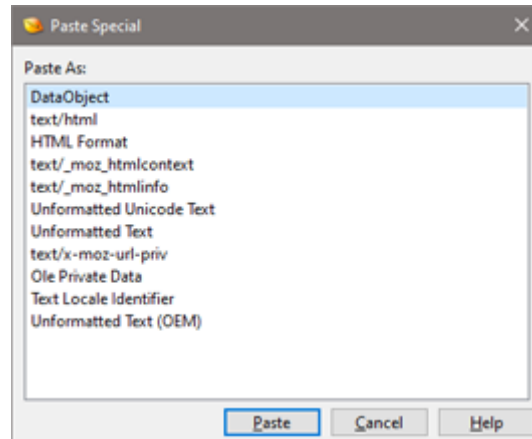 Paste Special
Paste As:
DataObject
text/html
HTML Format
text/_moz_htmlcontext
text/_moz_htmlinfo
Unformatted Unicode Text
Unformatted Text
text/x-moz-url-priv
Ole Private Data
Text Locale Identifier
Unformatted Text (OEM)
Paste Cancel Help